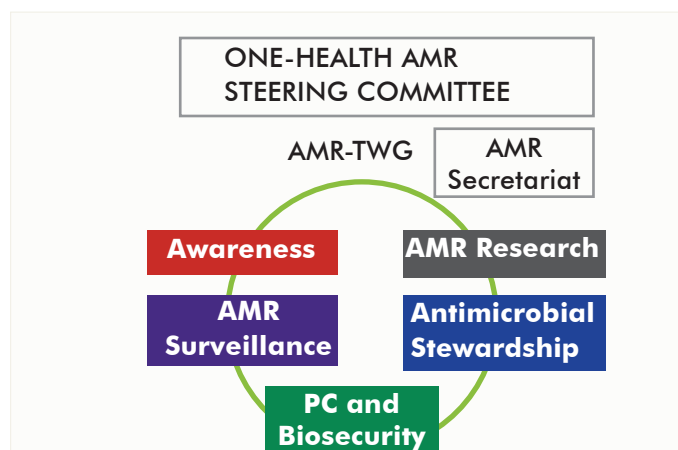 ONE-HEALTH AMR
STEERING COMMITTEE
AMR-TWG
AMR
Secretariat
Awareness
AMR Research
AMR
Surveillance
Antimicrobial
Stewardship
PC and
Biosecurity